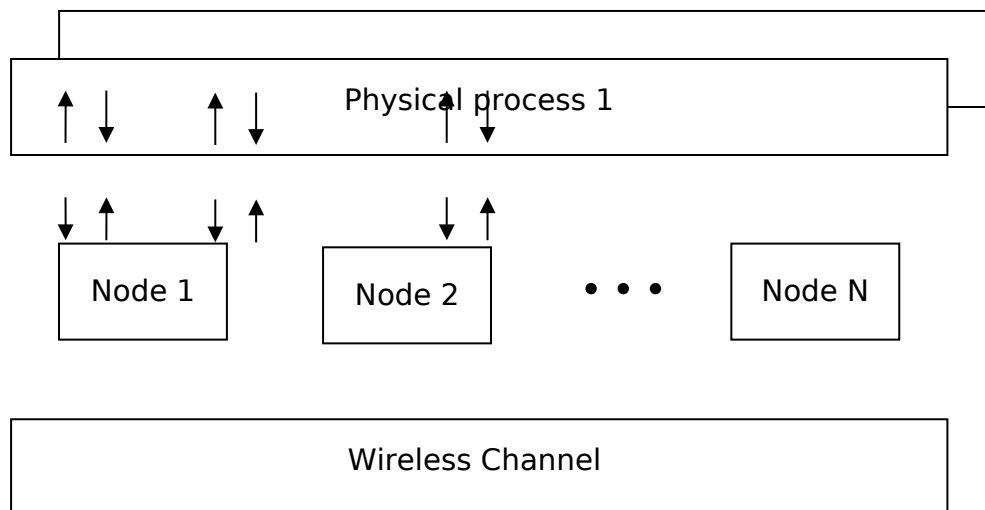 Physical process 1
Node 1
Node 2
Node N
Wireless Channel